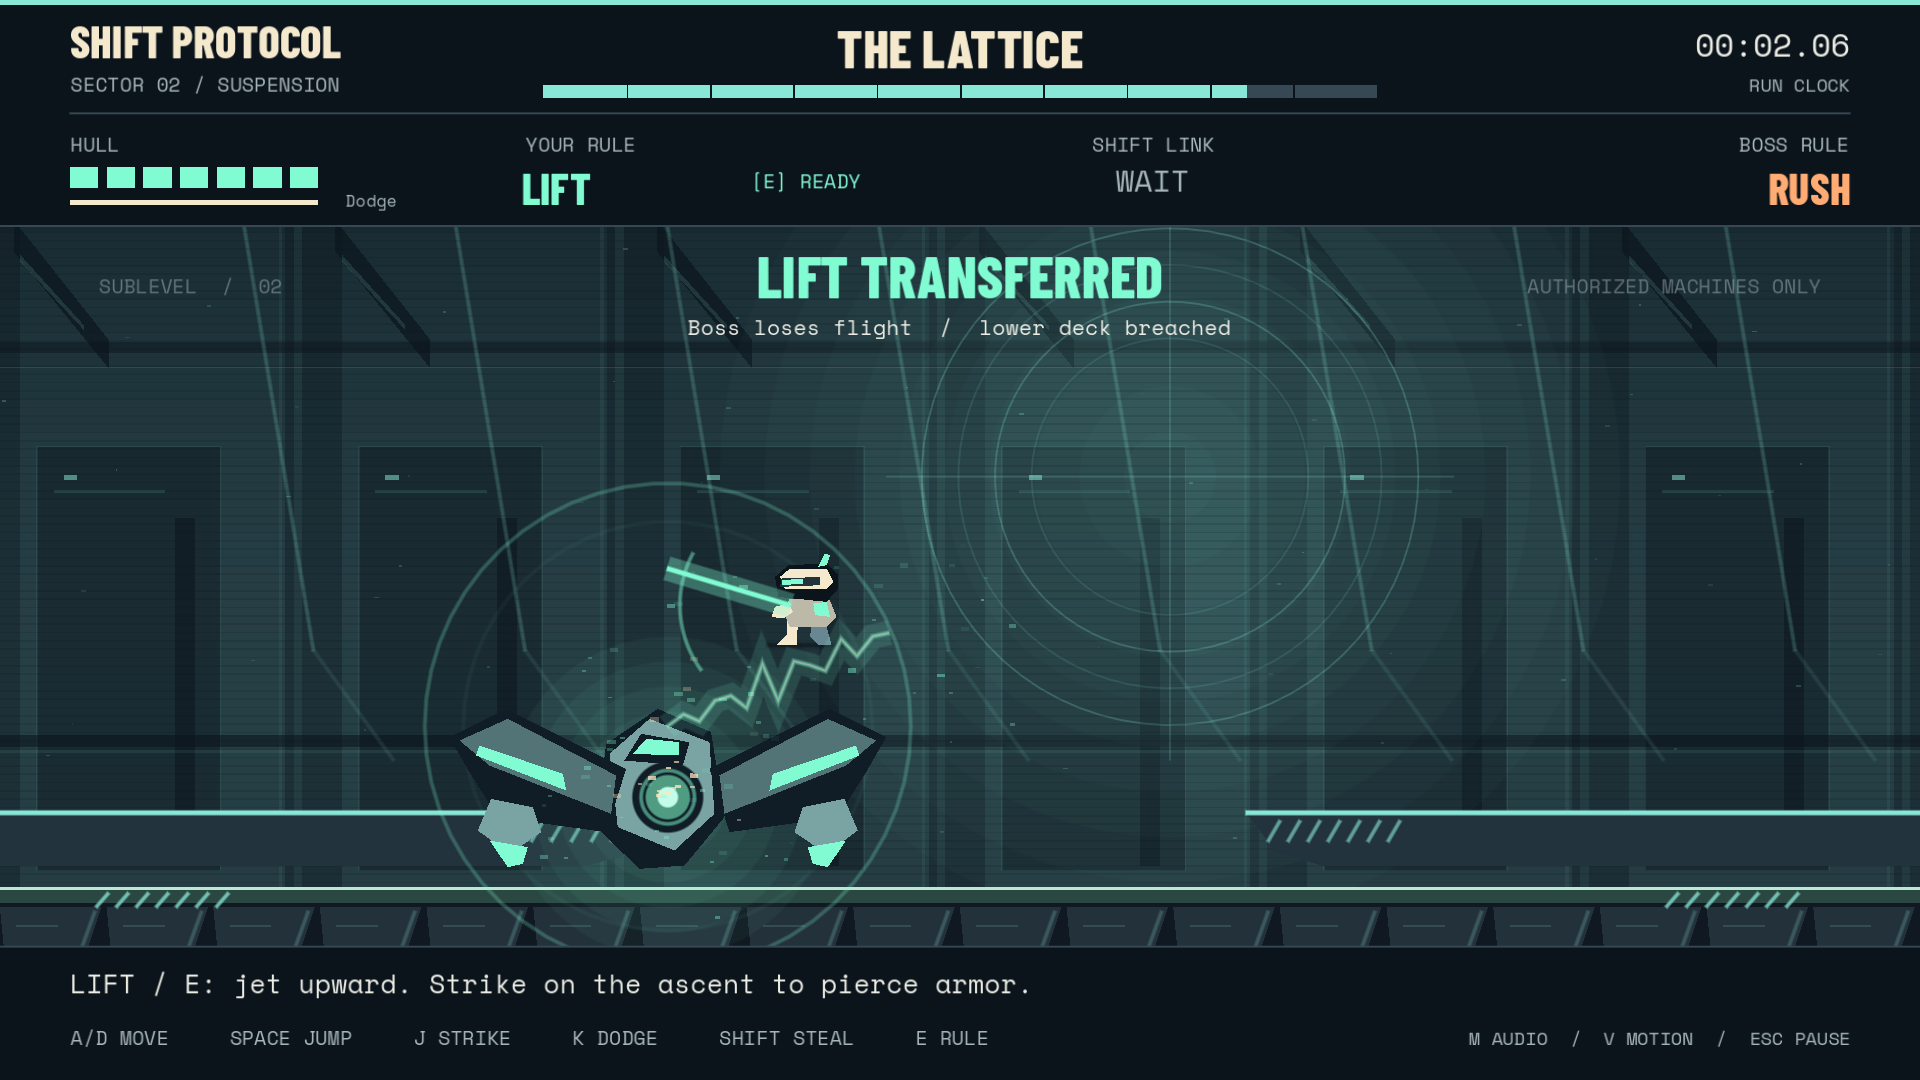 SHIFT PROTOCOL
SECTOR 02 / SUSPENSION
THE LATTICE
00:02.06
RUN CLOCK
HULL
Dodge
YOUR RULE
LIFT
[E] READY
SHIFT LINK
WAIT
BOSS RULE
RUSH
LIFT TRANSFERRED
Boss loses flight / lower deck breached
SUBLEVEL / 02
AUTHORIZED MACHINES ONLY
LIFT / E: jet upward. Strike on the ascent to pierce armor.
A/D MOVE SPACE JUMP J STRIKE K DODGE SHIFT STEAL E RULE
M AUDIO / V MOTION / ESC PAUSE